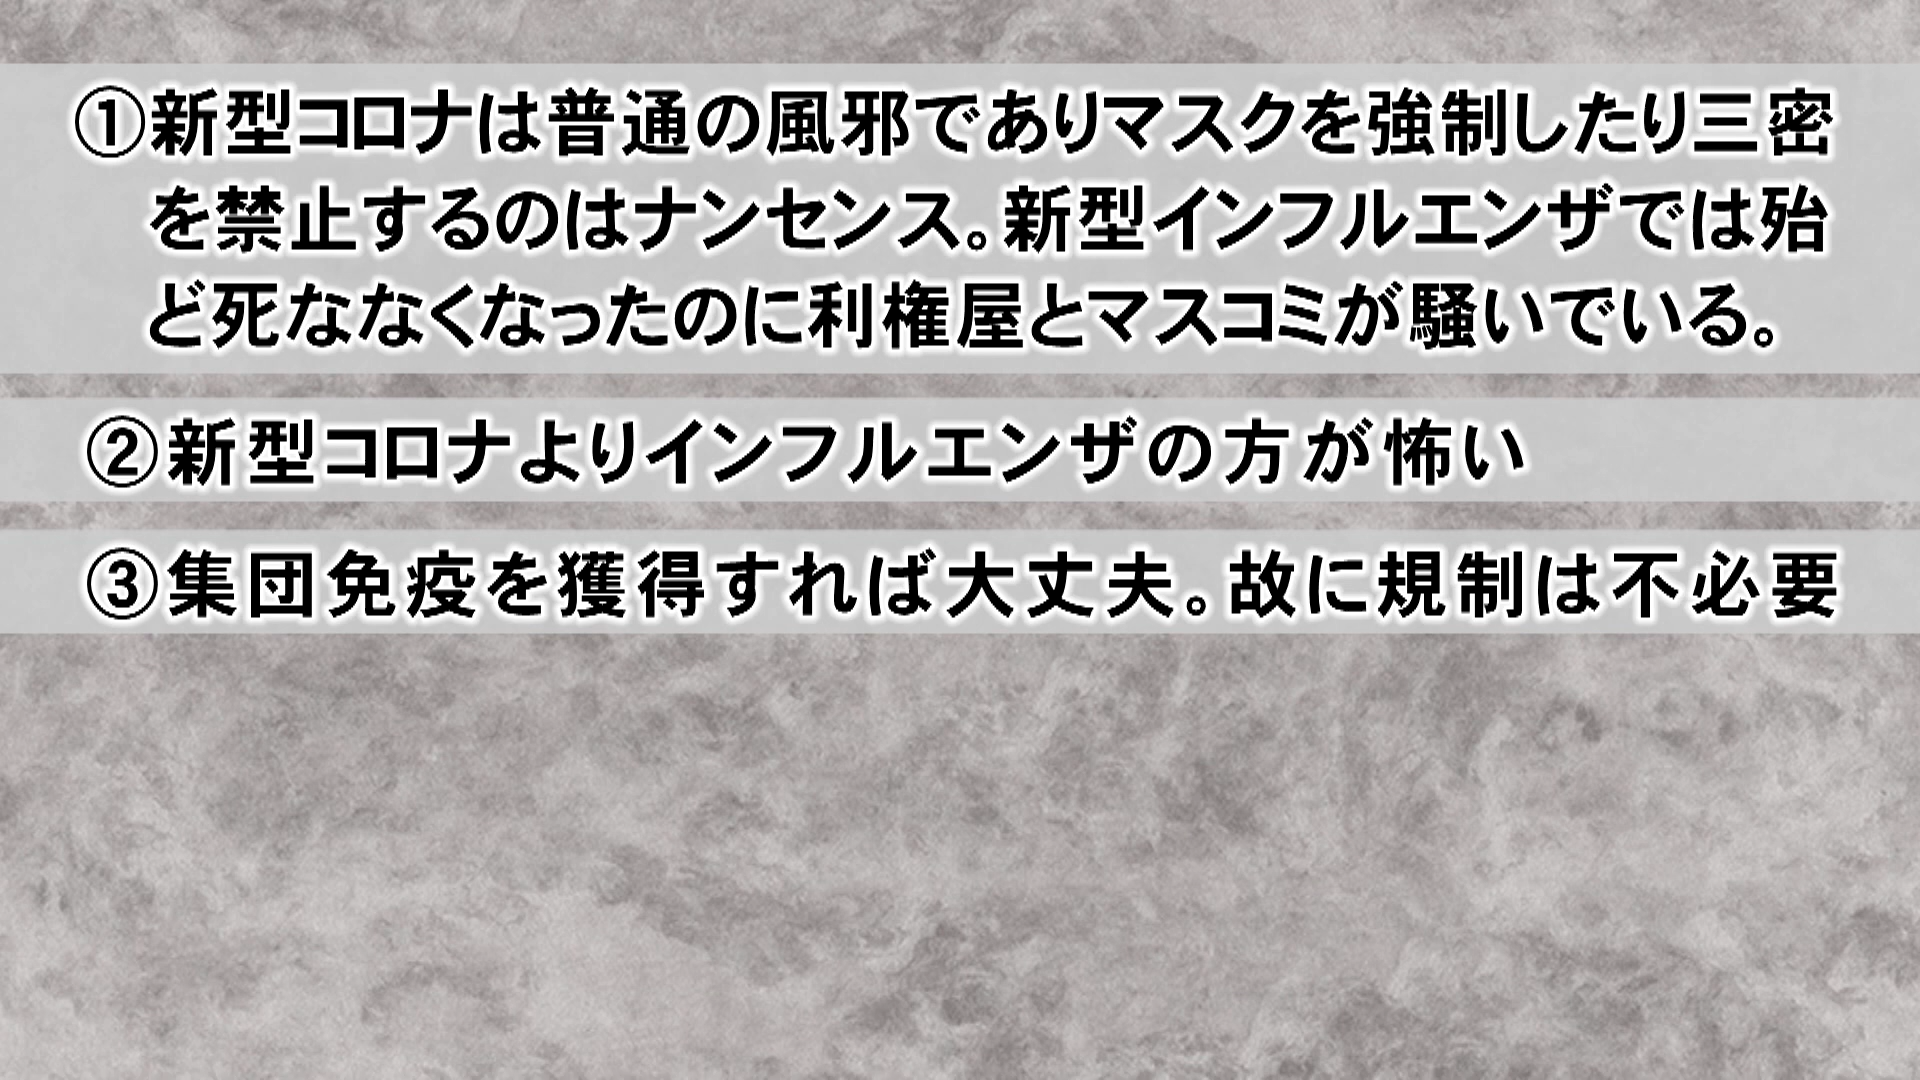 ①新型コロナは普通の風邪でありマスクを強制したり三密
を禁止するのはナンセンス。新型インフルエンザでは殆
ど死ななくなったのに利権屋とマスコミが騒いでいる。
②新型コロナよりインフルエンザの方が怖い
③集団免疫を獲得すれば大丈夫。故に規制は不必要